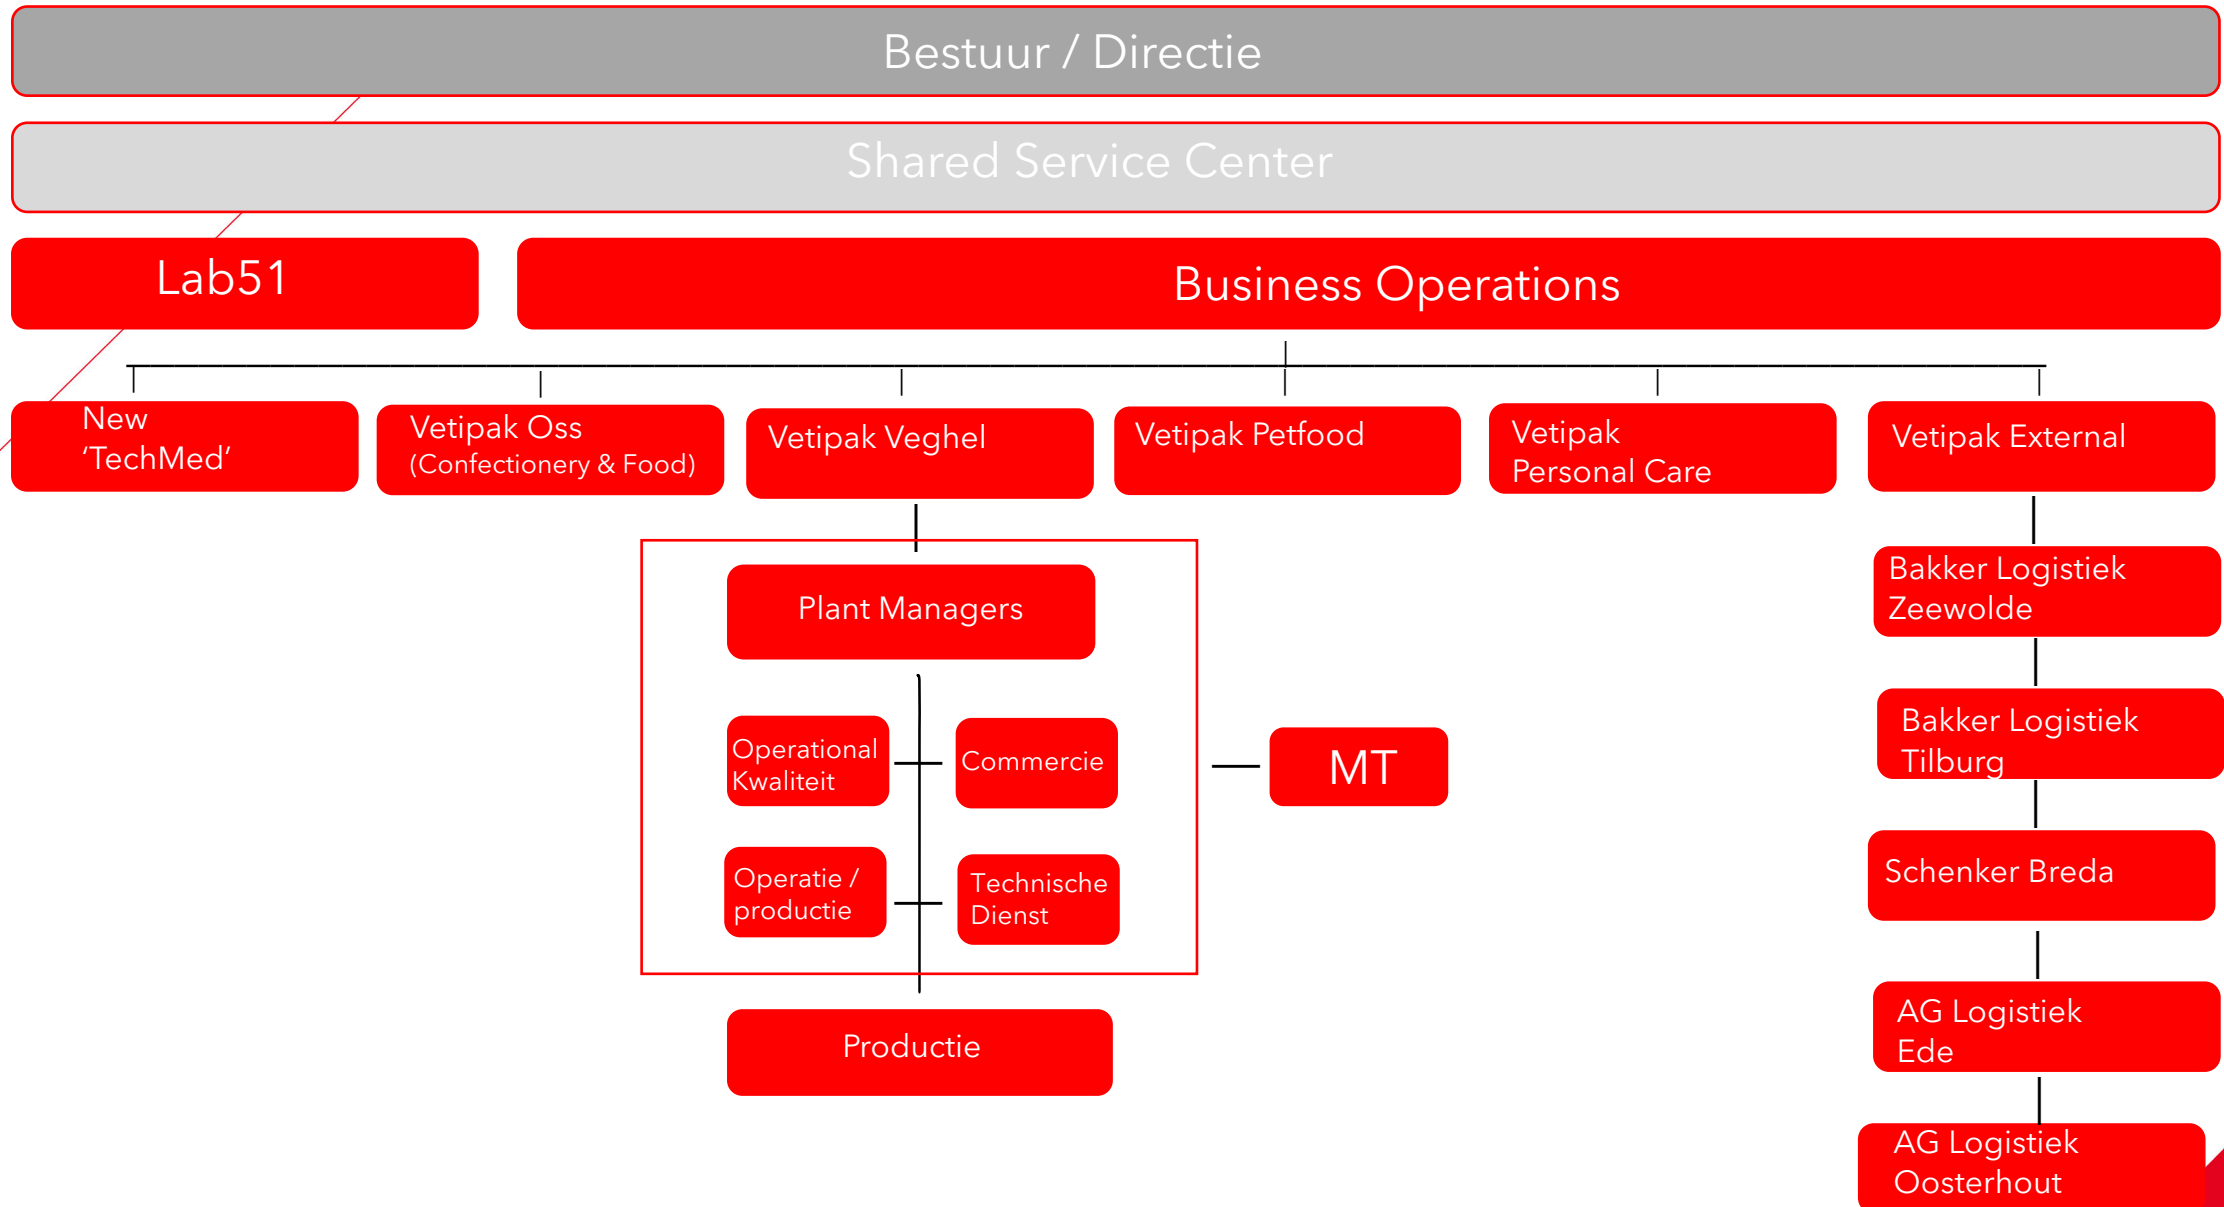 Bestuur / Directie
Shared Service Center
Lab51
Business Operations
New
‘TechMed’
Vetipak Oss
(Confectionery & Food)
Vetipak Veghel
Vetipak Petfood
Vetipak
Personal Care
Vetipak External
Plant Managers
Operational
Kwaliteit
Commercie
Operatie /
productie
Technische
Dienst
MT
Productie
Bakker Logistiek
Zeewolde
Bakker Logistiek
Tilburg
Schenker Breda
AG Logistiek
Ede
AG Logistiek
Oosterhout